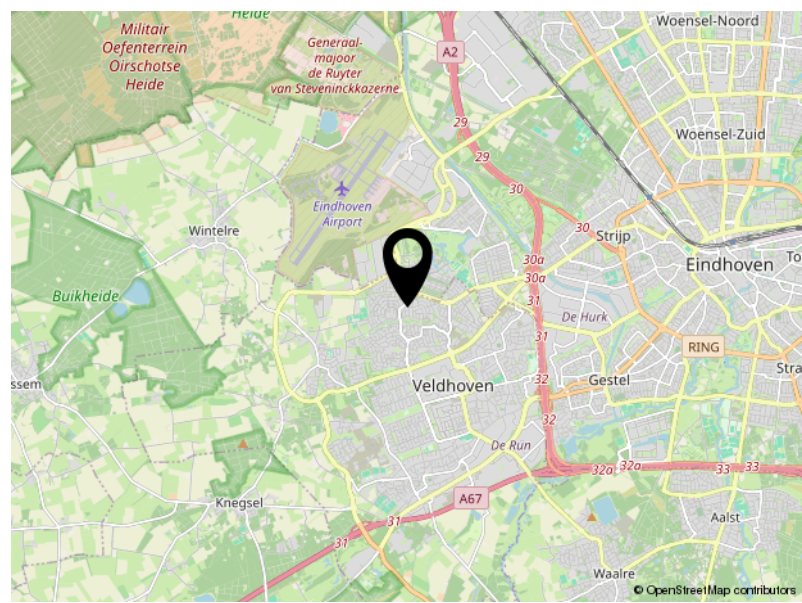 Heide
Woensel-Noord
Militair
Oefenterrein
Oirschotse
Heide
Generaal-
majoor
de Ruyter
van Steveninckkazerne
A2
29
Woensel-Zuid
29
30
Eindhoven
Airport
Wintelre
30
Strijp
30a
Eindhoven
To
30a
Buikheide
31
De Hurk
31
RING
ssem
Veldhoven
32
Gestel
Stra
32
De Run
32a
32a
33
33
Knegsel
A67
31
31
Aalst
Waalre
© OpenStreetMap contributors